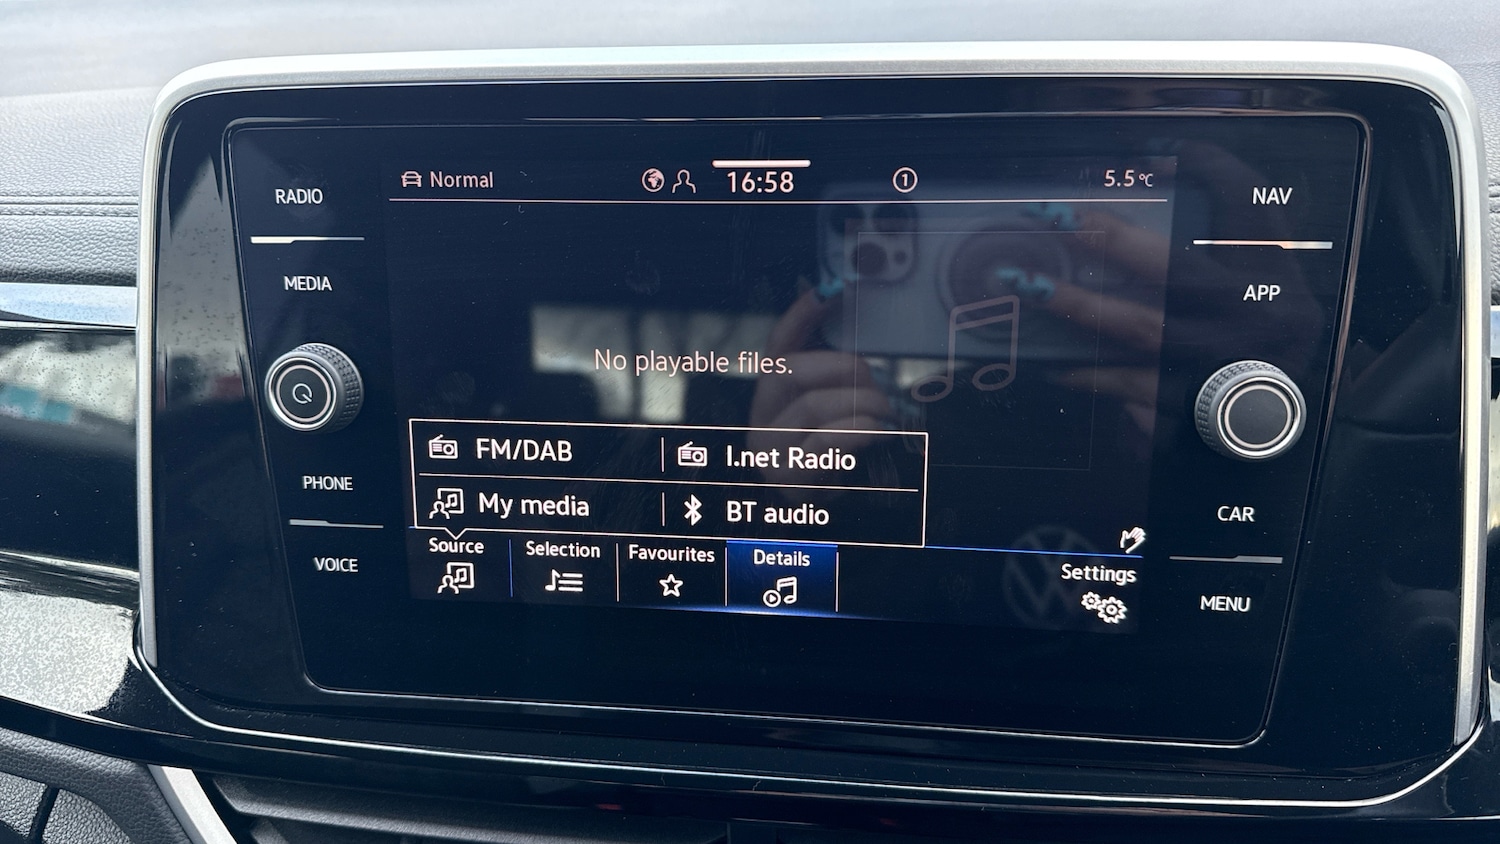 RADIO
MEDIA
PHONE
VOICE
Normal
16:58
1
5.5°C
No playable files.
FM/DAB
I.net Radio
My media
BT audio
Source
Selection
Favourites
Details
Settings
NAV
APP
CAR
MENU